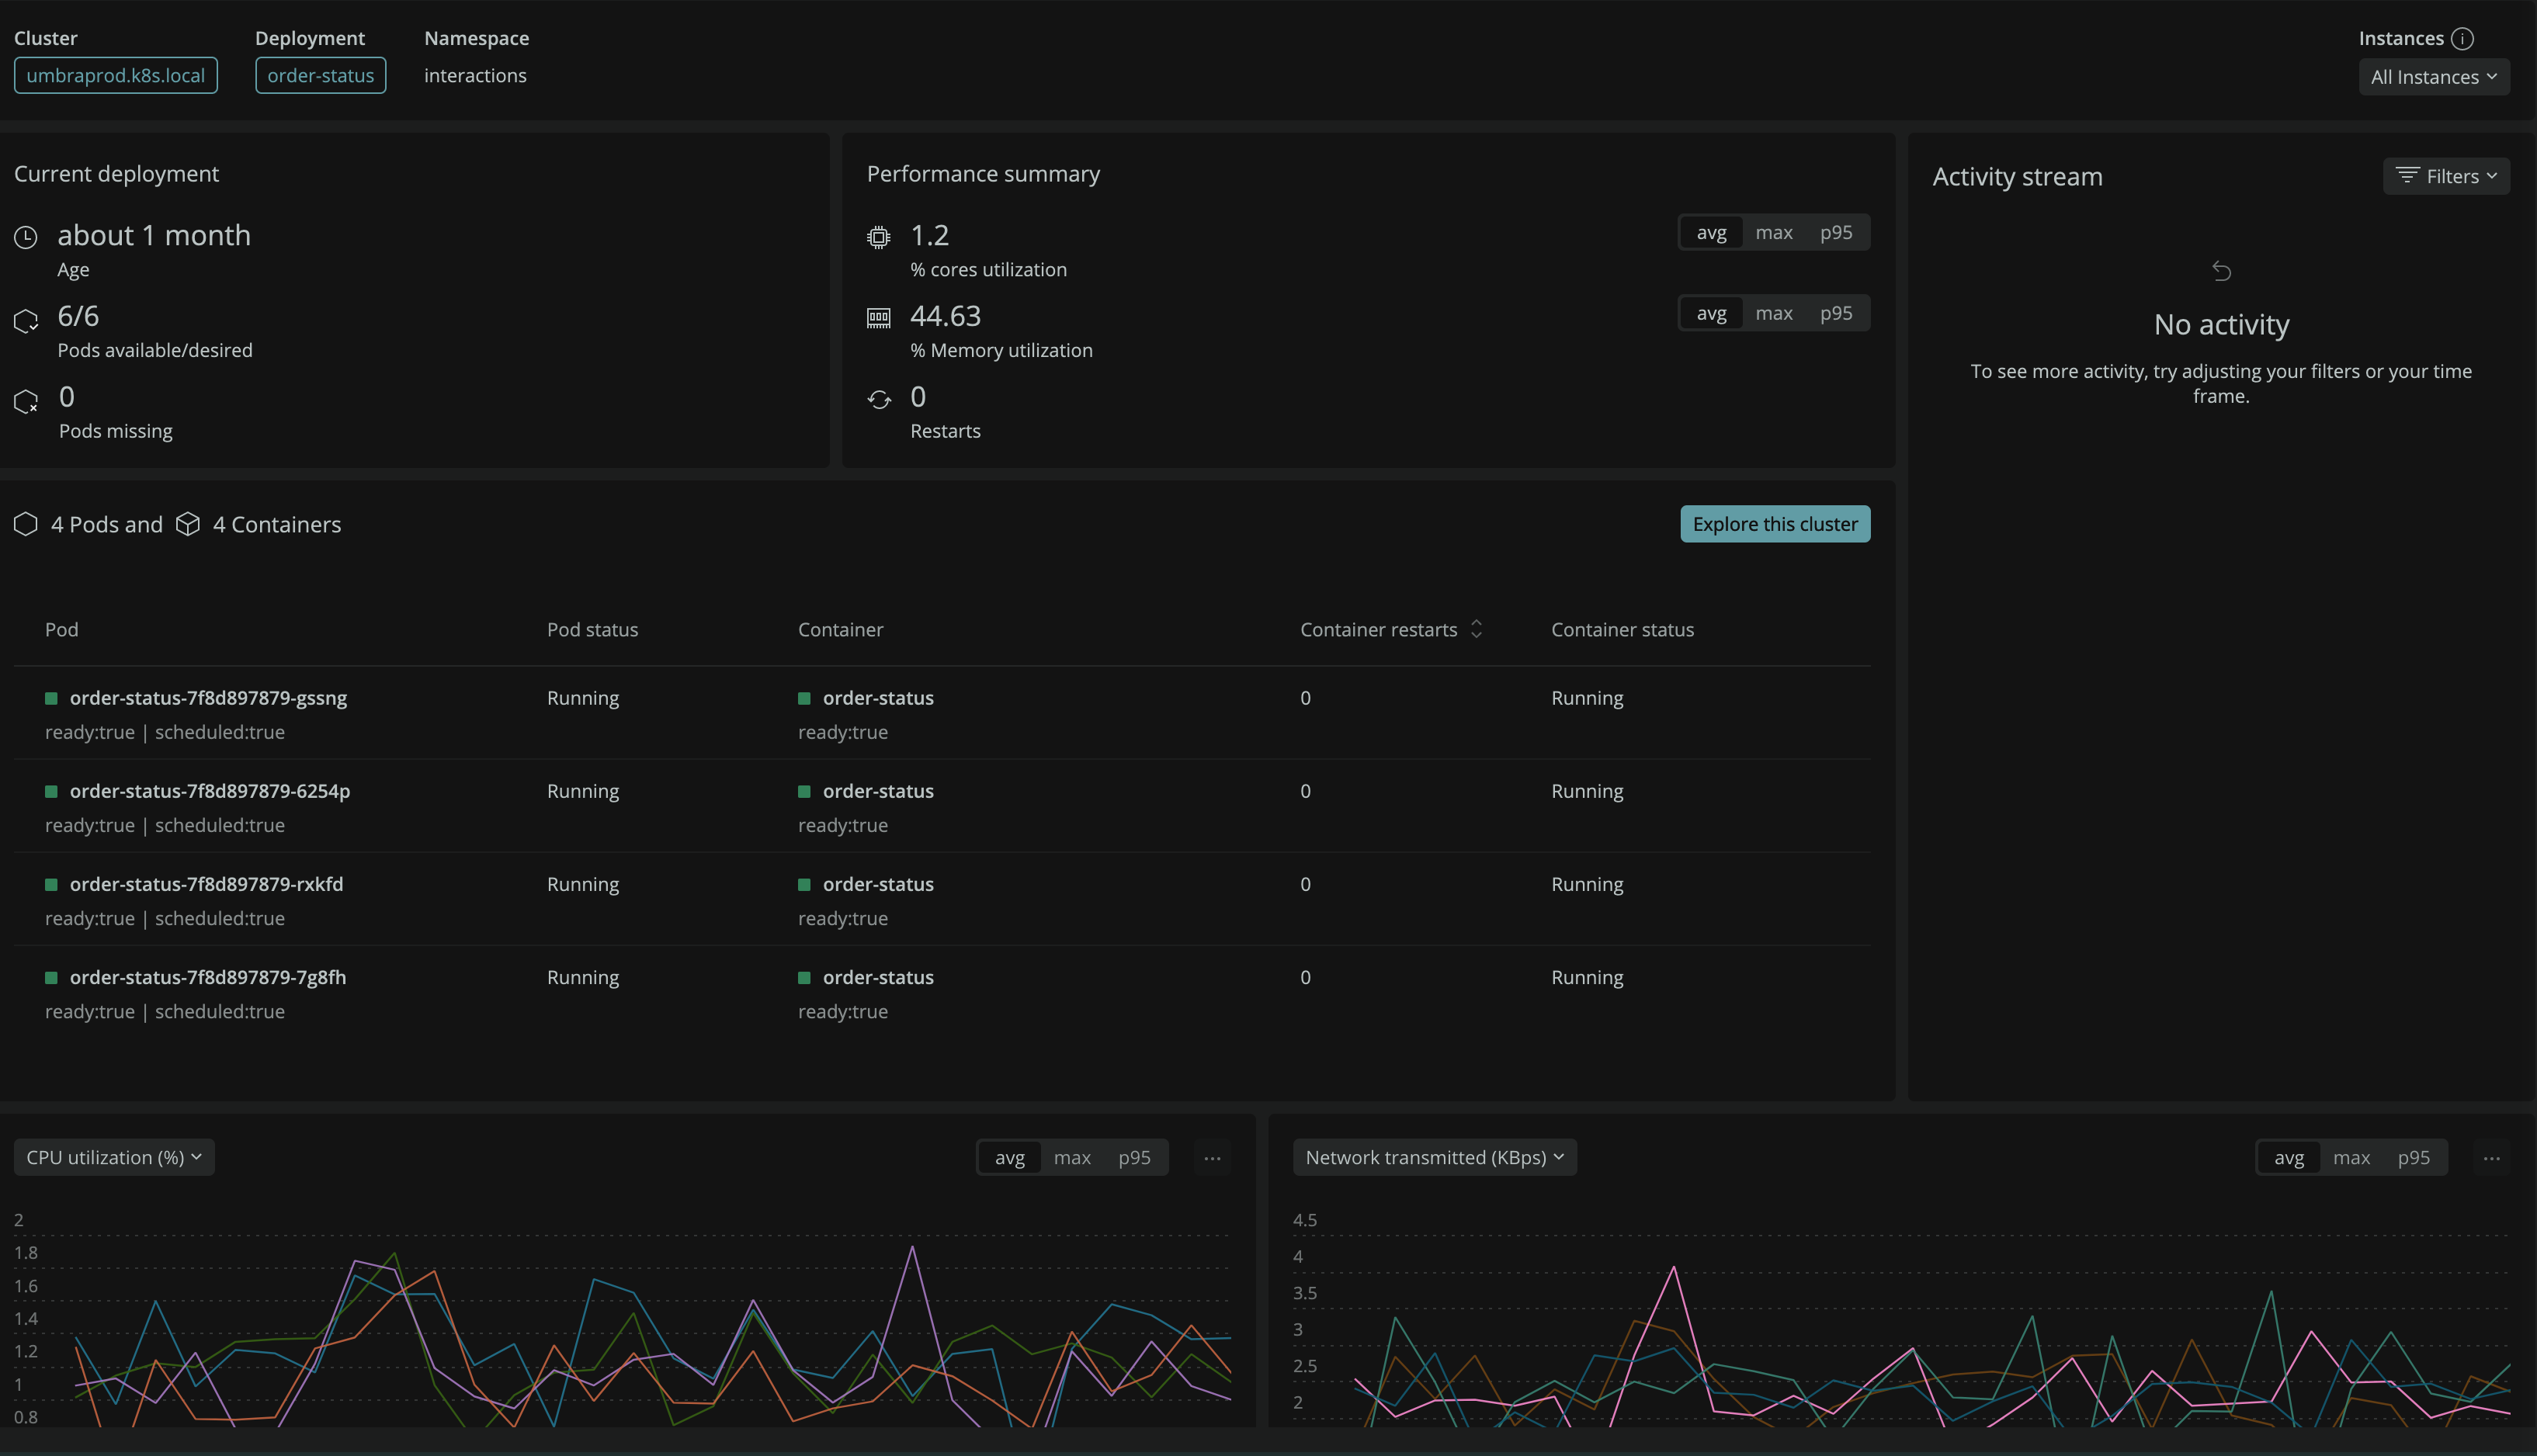 Cluster
umbraprod.k8s.local
Deployment
order-status
Namespace
interactions
Instances
All Instances
Current deployment
about 1 month
Age
6/6
Pods available/desired
0
Pods missing
Performance summary
1.2
% cores utilization
avg max p95
44.63
% Memory utilization
avg max p95
0
Restarts
Activity stream
Filters
No activity
To see more activity, try adjusting your filters or your time
frame.
4 Pods and 4 Containers
Explore this cluster
Pod Pod status Container Container restarts Container status
order-status-7f8d897879-gssng Running order-status 0 Running
ready:true | scheduled:true ready:true
order-status-7f8d897879-6254p Running order-status 0 Running
ready:true | scheduled:true ready:true
order-status-7f8d897879-rxkfd Running order-status 0 Running
ready:true | scheduled:true ready:true
order-status-7f8d897879-7g8fh Running order-status 0 Running
ready:true | scheduled:true ready:true
CPU utilization (%)
avg max p95 ...
2
1.8
1.6
1.4
1.2
1
0.8
Network transmitted (KBps)
avg max p95 ...
4.5
4
3.5
3
2.5
2